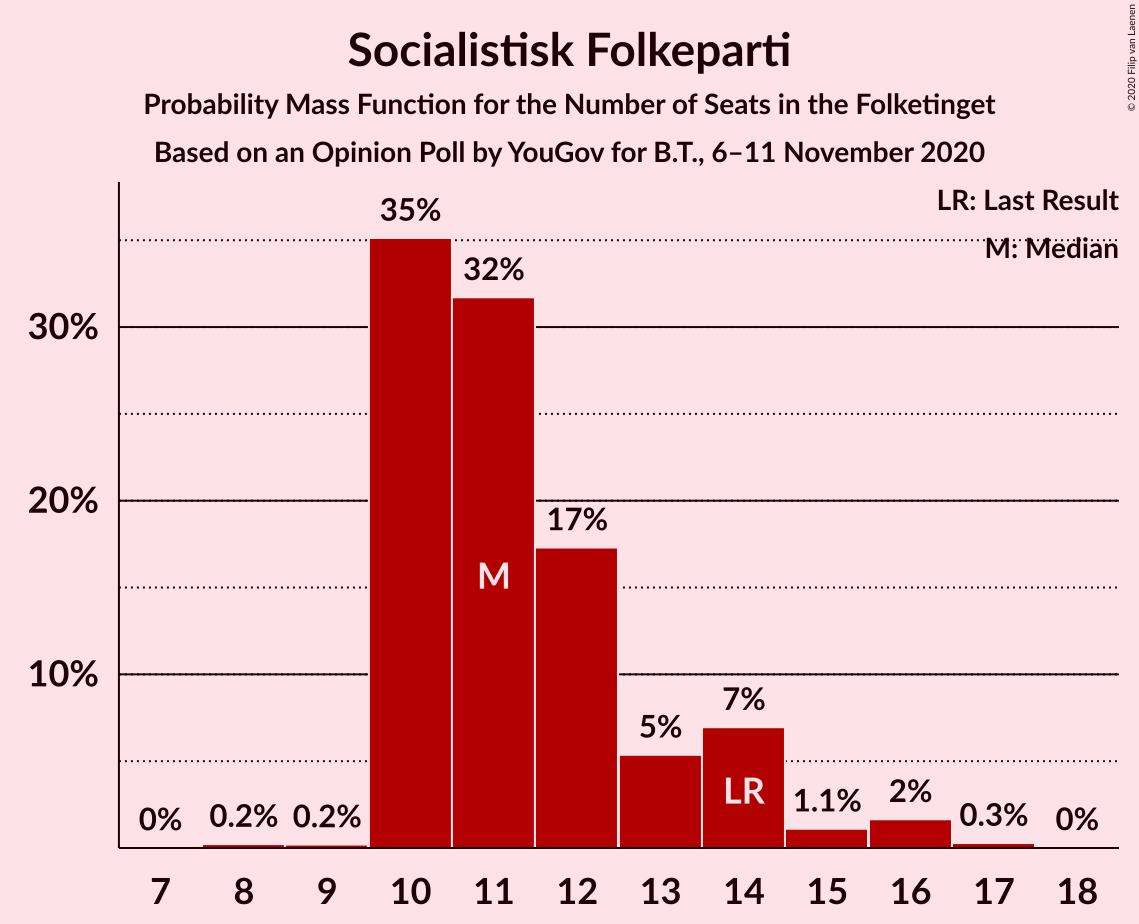 Socialistisk Folkeparti
Probability Mass Function for the Number of Seats in the Folketinget
Based on an Opinion Poll by YouGov for B.T., 6–11 November 2020
© 2020 Filip van Laenen
LR: Last Result
M: Median
35%
32%
30%
20%
17%
M
10%
7%
5%
LR
0%
0.2%
0.2%
1.1%
2%
0.3%
0%
7 8 9 10 11 12 13 14 15 16 17 18